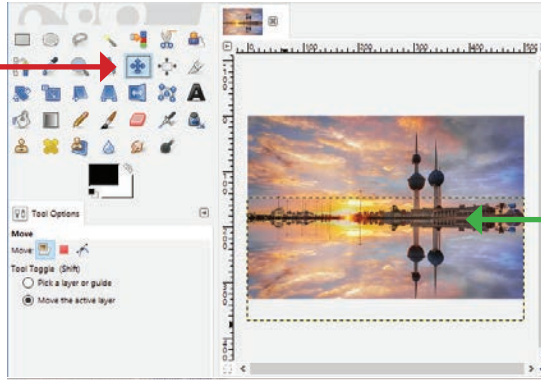 Tool Options
Move
Move:
Tool Toggle (Shift)
Pick a layer or guide
Move the active layer